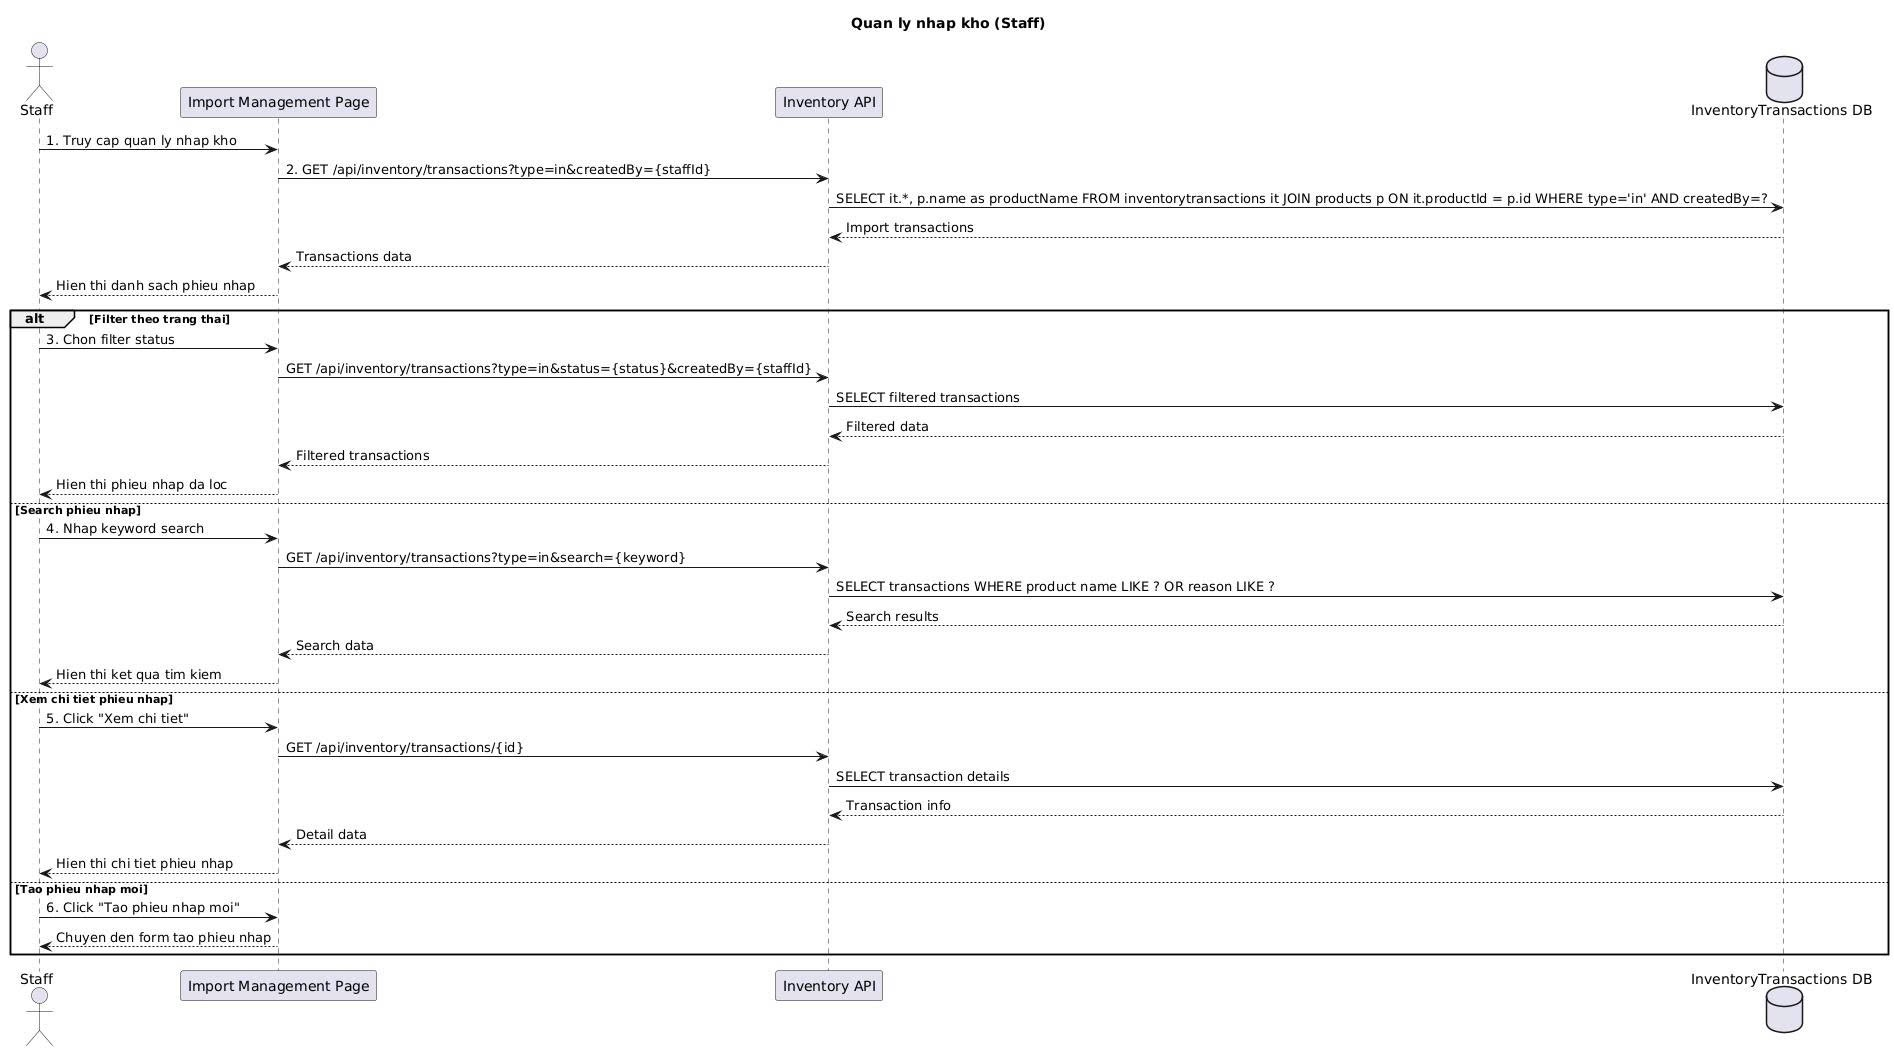 Quan ly nhap kho (Staff)
Staff
Import Management Page
Inventory API
InventoryTransactions DB
1. Truy cap quan ly nhap kho
2. GET /api/inventory/transactions?type=in&createdBy={staffId}
SELECT it.*, p.name as productName FROM inventorytransactions it JOIN products p ON it.productId = p.id WHERE type='in' AND createdBy=?
Import transactions
Transactions data
Hien thi danh sach phieu nhap
alt [Filter theo trang thai]
3. Chon filter status
GET /api/inventory/transactions?type=in&status={status}&createdBy={staffId}
SELECT filtered transactions
Filtered data
Filtered transactions
Hien thi phieu nhap da loc
[Search phieu nhap]
4. Nhap keyword search
GET /api/inventory/transactions?type=in&search={keyword}
SELECT transactions WHERE product name LIKE ? OR reason LIKE ?
Search results
Search data
Hien thi ket qua tim kiem
[Xem chi tiet phieu nhap]
5. Click "Xem chi tiet"
GET /api/inventory/transactions/{id}
SELECT transaction details
Transaction info
Detail data
Hien thi chi tiet phieu nhap
[Tao phieu nhap moi]
6. Click "Tao phieu nhap moi"
Chuyen den form tao phieu nhap
Staff
Import Management Page
Inventory API
InventoryTransactions DB